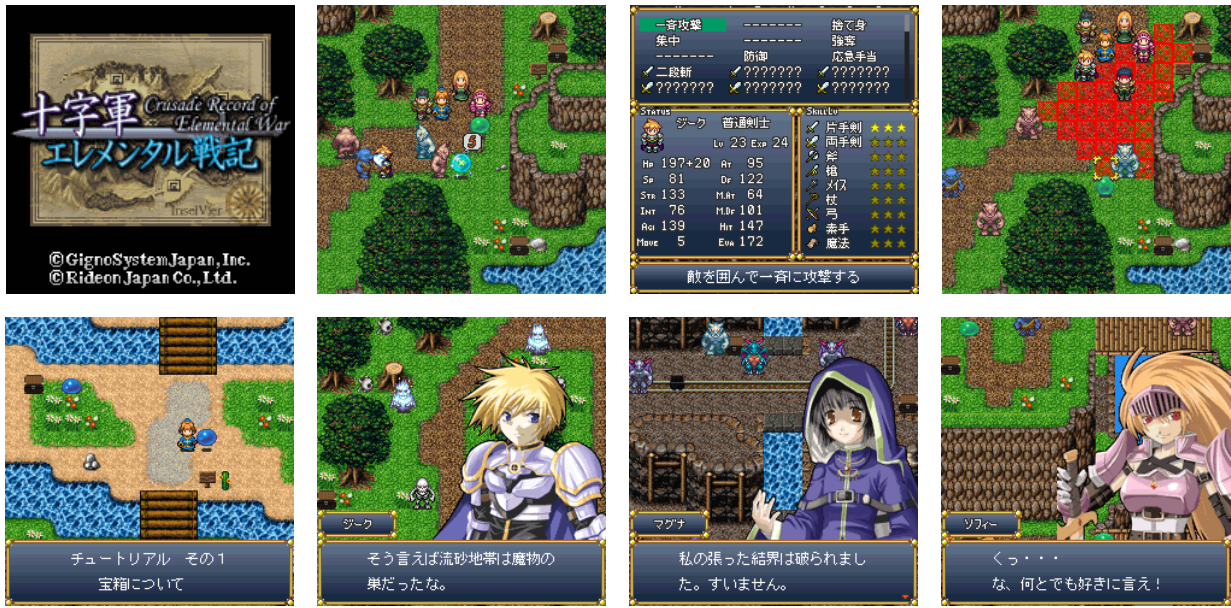 十字軍
Crusade Record of
Elemental War
エレメンタル戦記
InselVier
©GignoSystemJapan,Inc.
©RideonJapan Co.,Ltd.
5
一斉攻撃 ------- 捨て身
集中 ------- 強奪
------- 防御 応急手当
二段斬 ??????? ???????
??????? ??????? ???????
Status
ジーク 普通剣士
Lv 23 Exp 24
Hp 197+20 At 95
Sp 81 Df 122
Str 133 M.At 64
Int 76 M.Df 101
Agi 139 Hit 147
Move 5 Eva 172
SkillLv
片手剣 ★★★
両手剣 ★★★
斧 ★★★
槍 ★★★
メイス ★★★
杖 ★★★
弓 ★★★
素手 ★★★
魔法 ★★★
敵を囲んで一斉に攻撃する
チュートリアル その1
宝箱について
ジーク
そう言えば流砂地帯は魔物の
巣だったな。
マグナ
私の張った結界は破られまし
た。すいません。
ソフィー
くっ・・・
な、何とでも好きに言え!